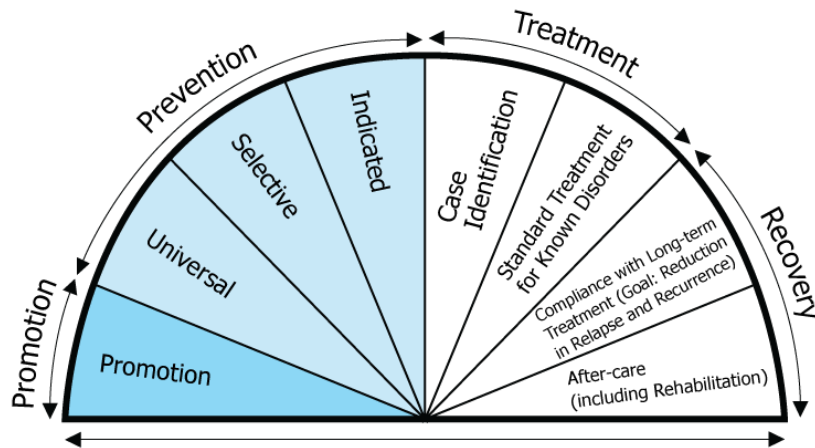 Promotion
Prevention
Treatment
Recovery
Promotion
Universal
Selective
Indicated
Case
Identification
Standard Treatment
for Known Disorders
Compliance with Long-term
Treatment (Goal: Reduction
in Relapse and Recurrence)
After-care
(including Rehabilitation)